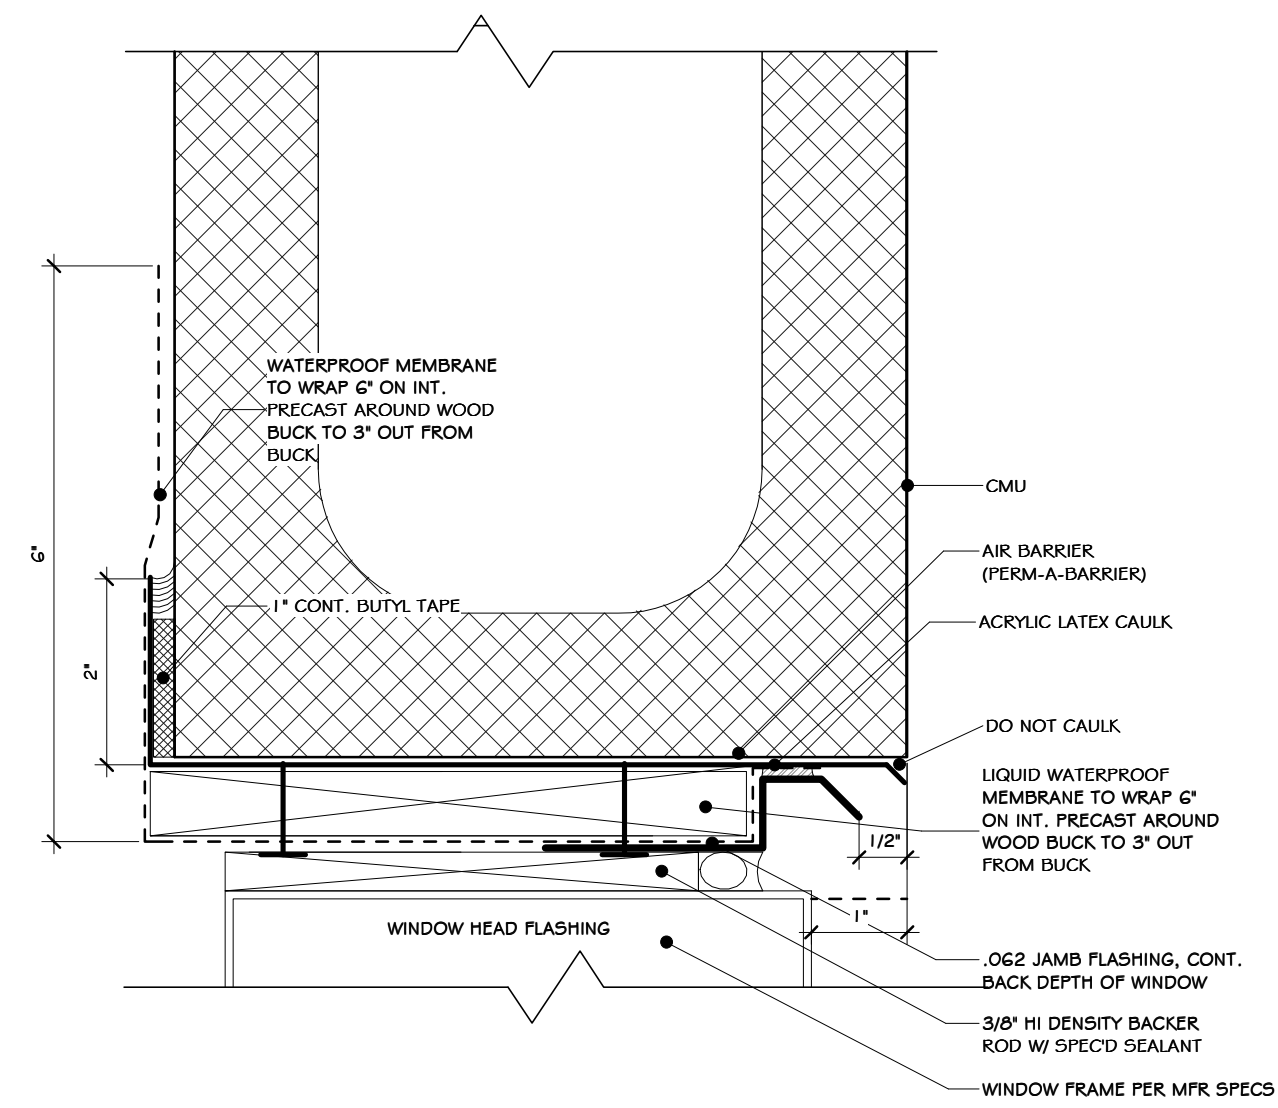 WATERPROOF MEMBRANE
TO WRAP 6" ON INT.
PRECAST AROUND WOOD
BUCK TO 3" OUT FROM
BUCK
CMU
AIR BARRIER
(PERM-A-BARRIER)
6"
1" CONT. BUTYL TAPE
ACRYLIC LATEX CAULK
2"
DO NOT CAULK
LIQUID WATERPROOF
MEMBRANE TO WRAP 6"
ON INT. PRECAST AROUND
WOOD BUCK TO 3" OUT
FROM BUCK
1/2"
1"
WINDOW HEAD FLASHING
.062 JAMB FLASHING, CONT.
BACK DEPTH OF WINDOW
3/8" HI DENSITY BACKER
ROD W/ SPEC'D SEALANT
WINDOW FRAME PER MFR SPECS